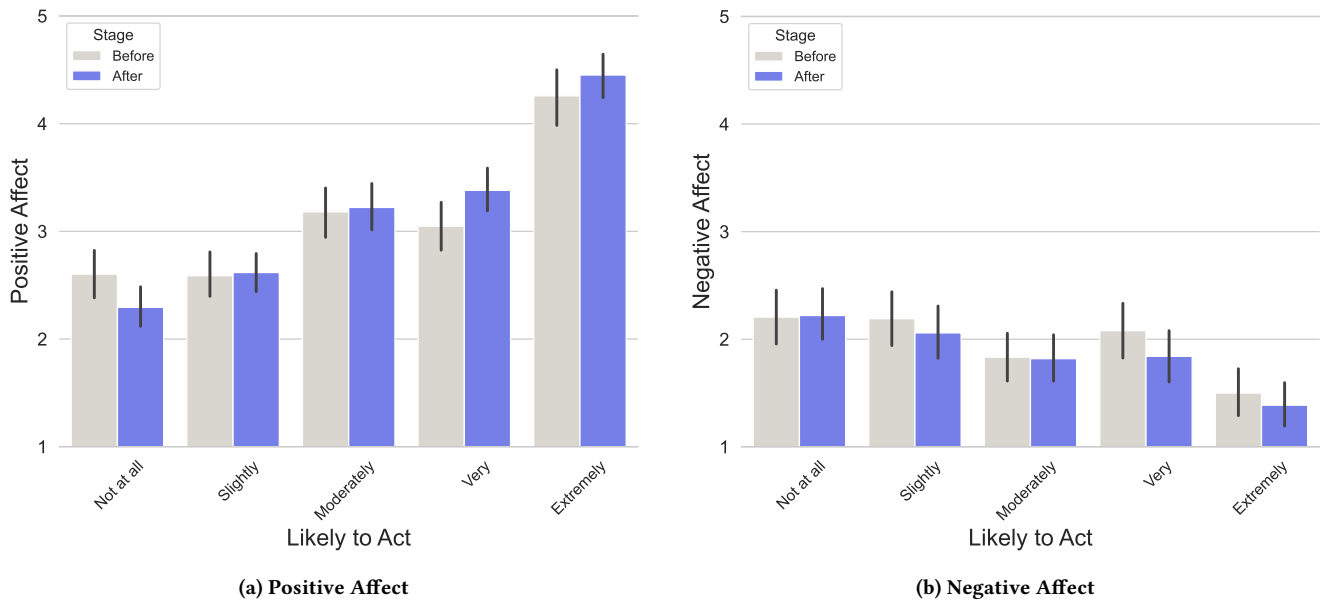 Positive Affect
5
4
3
2
1
Stage
Before
After
Not at all
Slightly
Moderately
Very
Extremely
Likely to Act
(a) Positive Affect
Negative Affect
5
4
3
2
1
Stage
Before
After
Not at all
Slightly
Moderately
Very
Extremely
Likely to Act
(b) Negative Affect